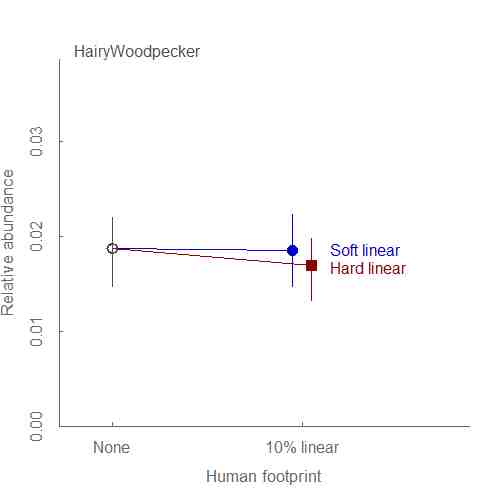 HairyWoodpecker
Relative abundance
0.03
0.02
0.01
0.00
Soft linear
Hard linear
None
10% linear
Human footprint